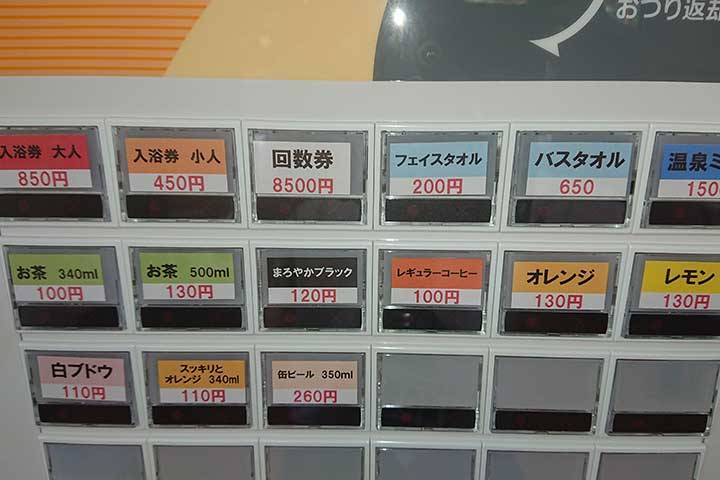 おつり返却
入浴券 大人
850円
入浴券 小人
450円
回数券
8500円
フェイスタオル
200円
バスタオル
650
温泉ミ
150
お茶 340ml
100円
お茶 500ml
130円
まろやかブラック
120円
レギュラーコーヒー
100円
オレンジ
130円
レモン
130円
白ブドウ
110円
スッキリと
オレンジ 340ml
110円
缶ビール 350ml
260円